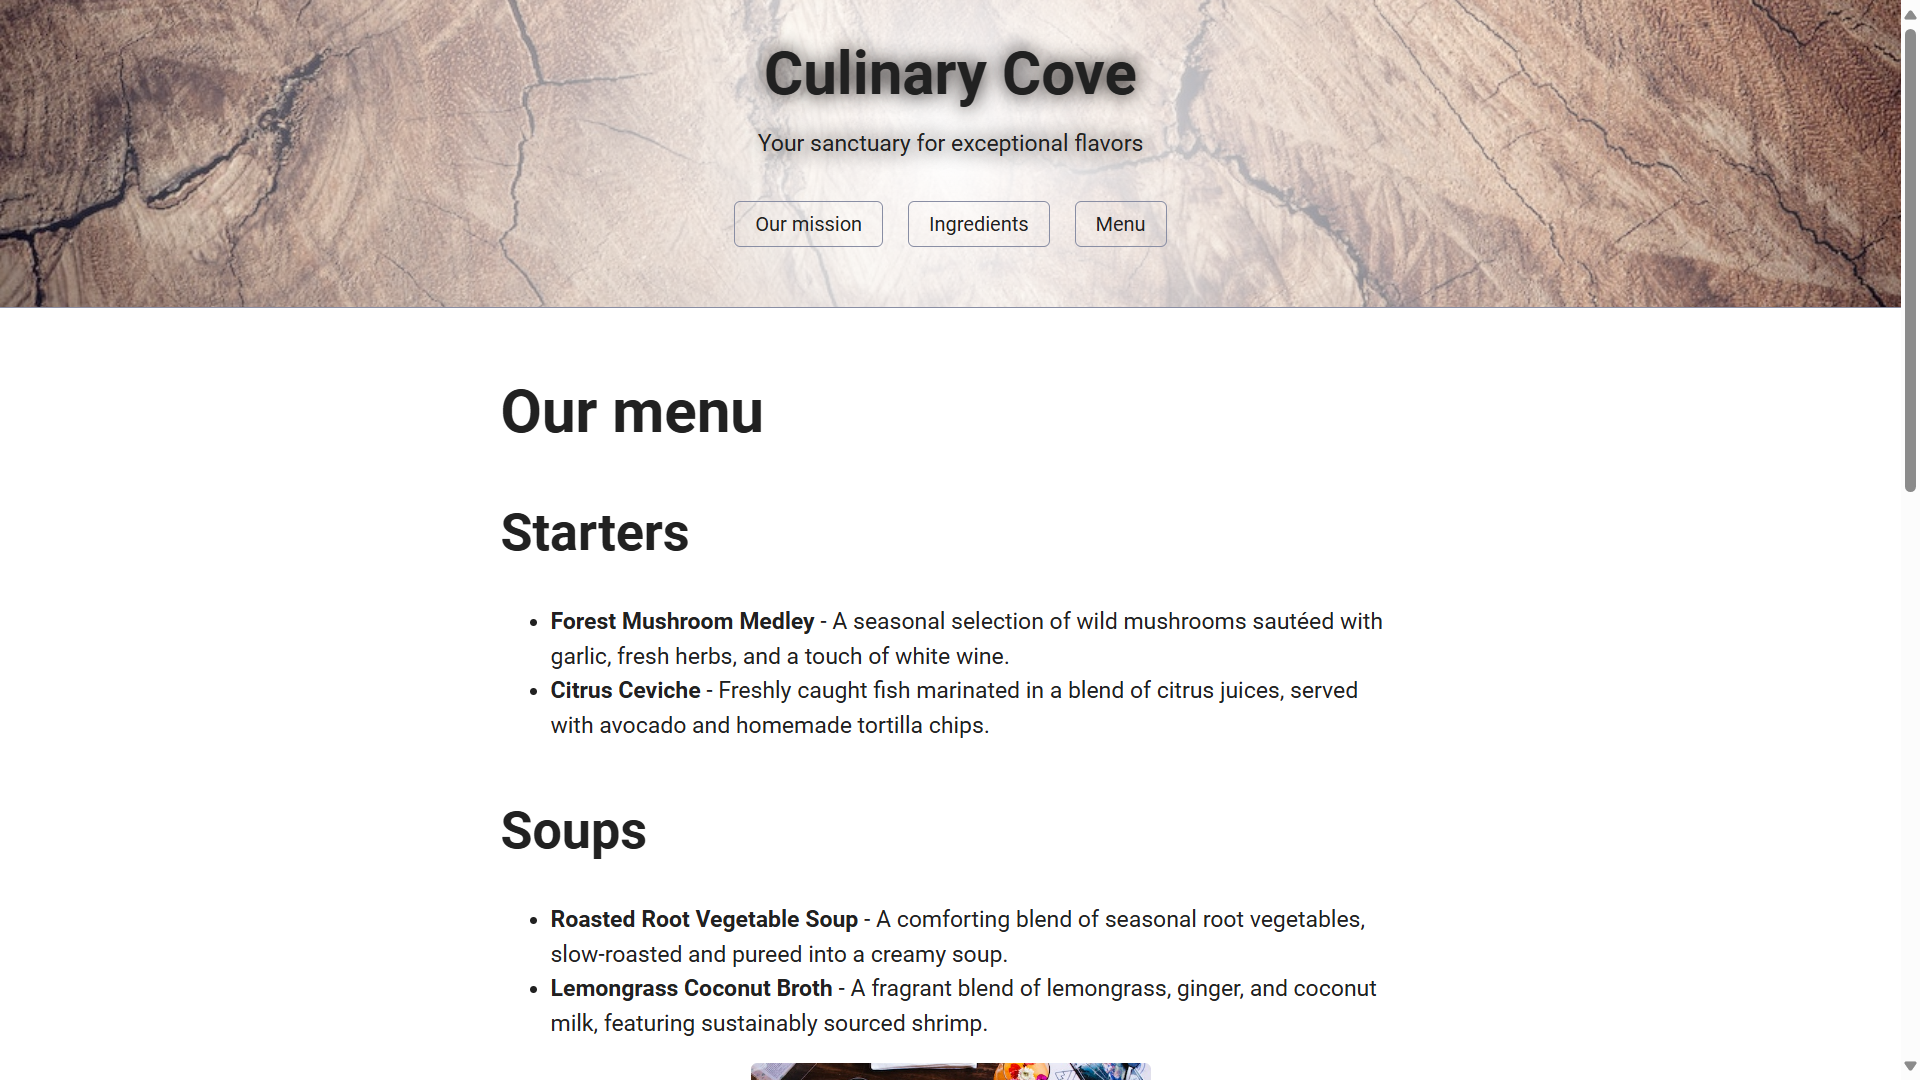 Culinary Cove
Your sanctuary for exceptional flavors
Our mission
Ingredients
Menu
Our menu
Starters
Forest Mushroom Medley - A seasonal selection of wild mushrooms sautéed with
garlic, fresh herbs, and a touch of white wine.
Citrus Ceviche - Freshly caught fish marinated in a blend of citrus juices, served
with avocado and homemade tortilla chips.
Soups
Roasted Root Vegetable Soup - A comforting blend of seasonal root vegetables,
slow-roasted and pureed into a creamy soup.
Lemongrass Coconut Broth - A fragrant blend of lemongrass, ginger, and coconut
milk, featuring sustainably sourced shrimp.